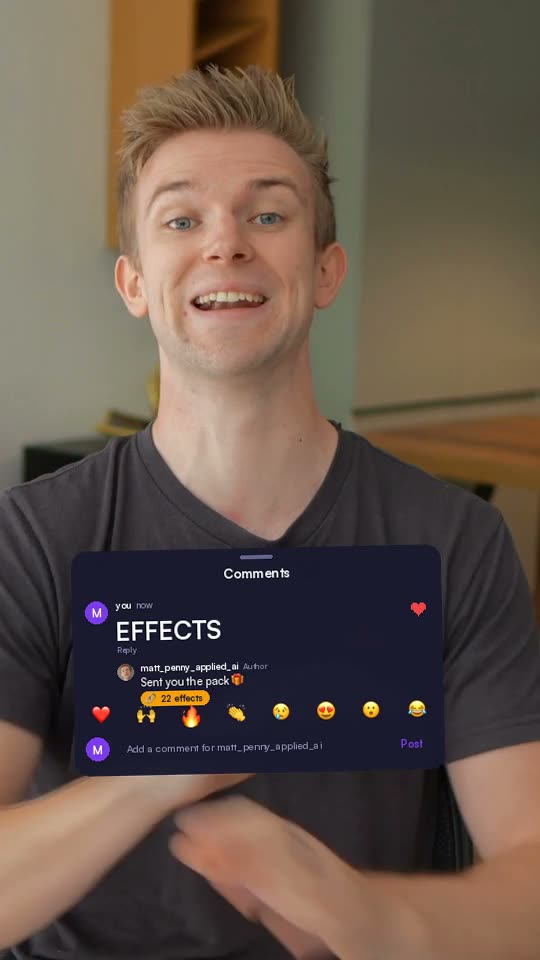 Comments
M
you now
EFFECTS
Reply
matt_penny_applied_ai Author
Sent you the pack🎁
22 effects
❤️ 🙌 🔥 👏 😢 😍 😮 😂
M
Add a comment for matt_penny_applied_ai
Post